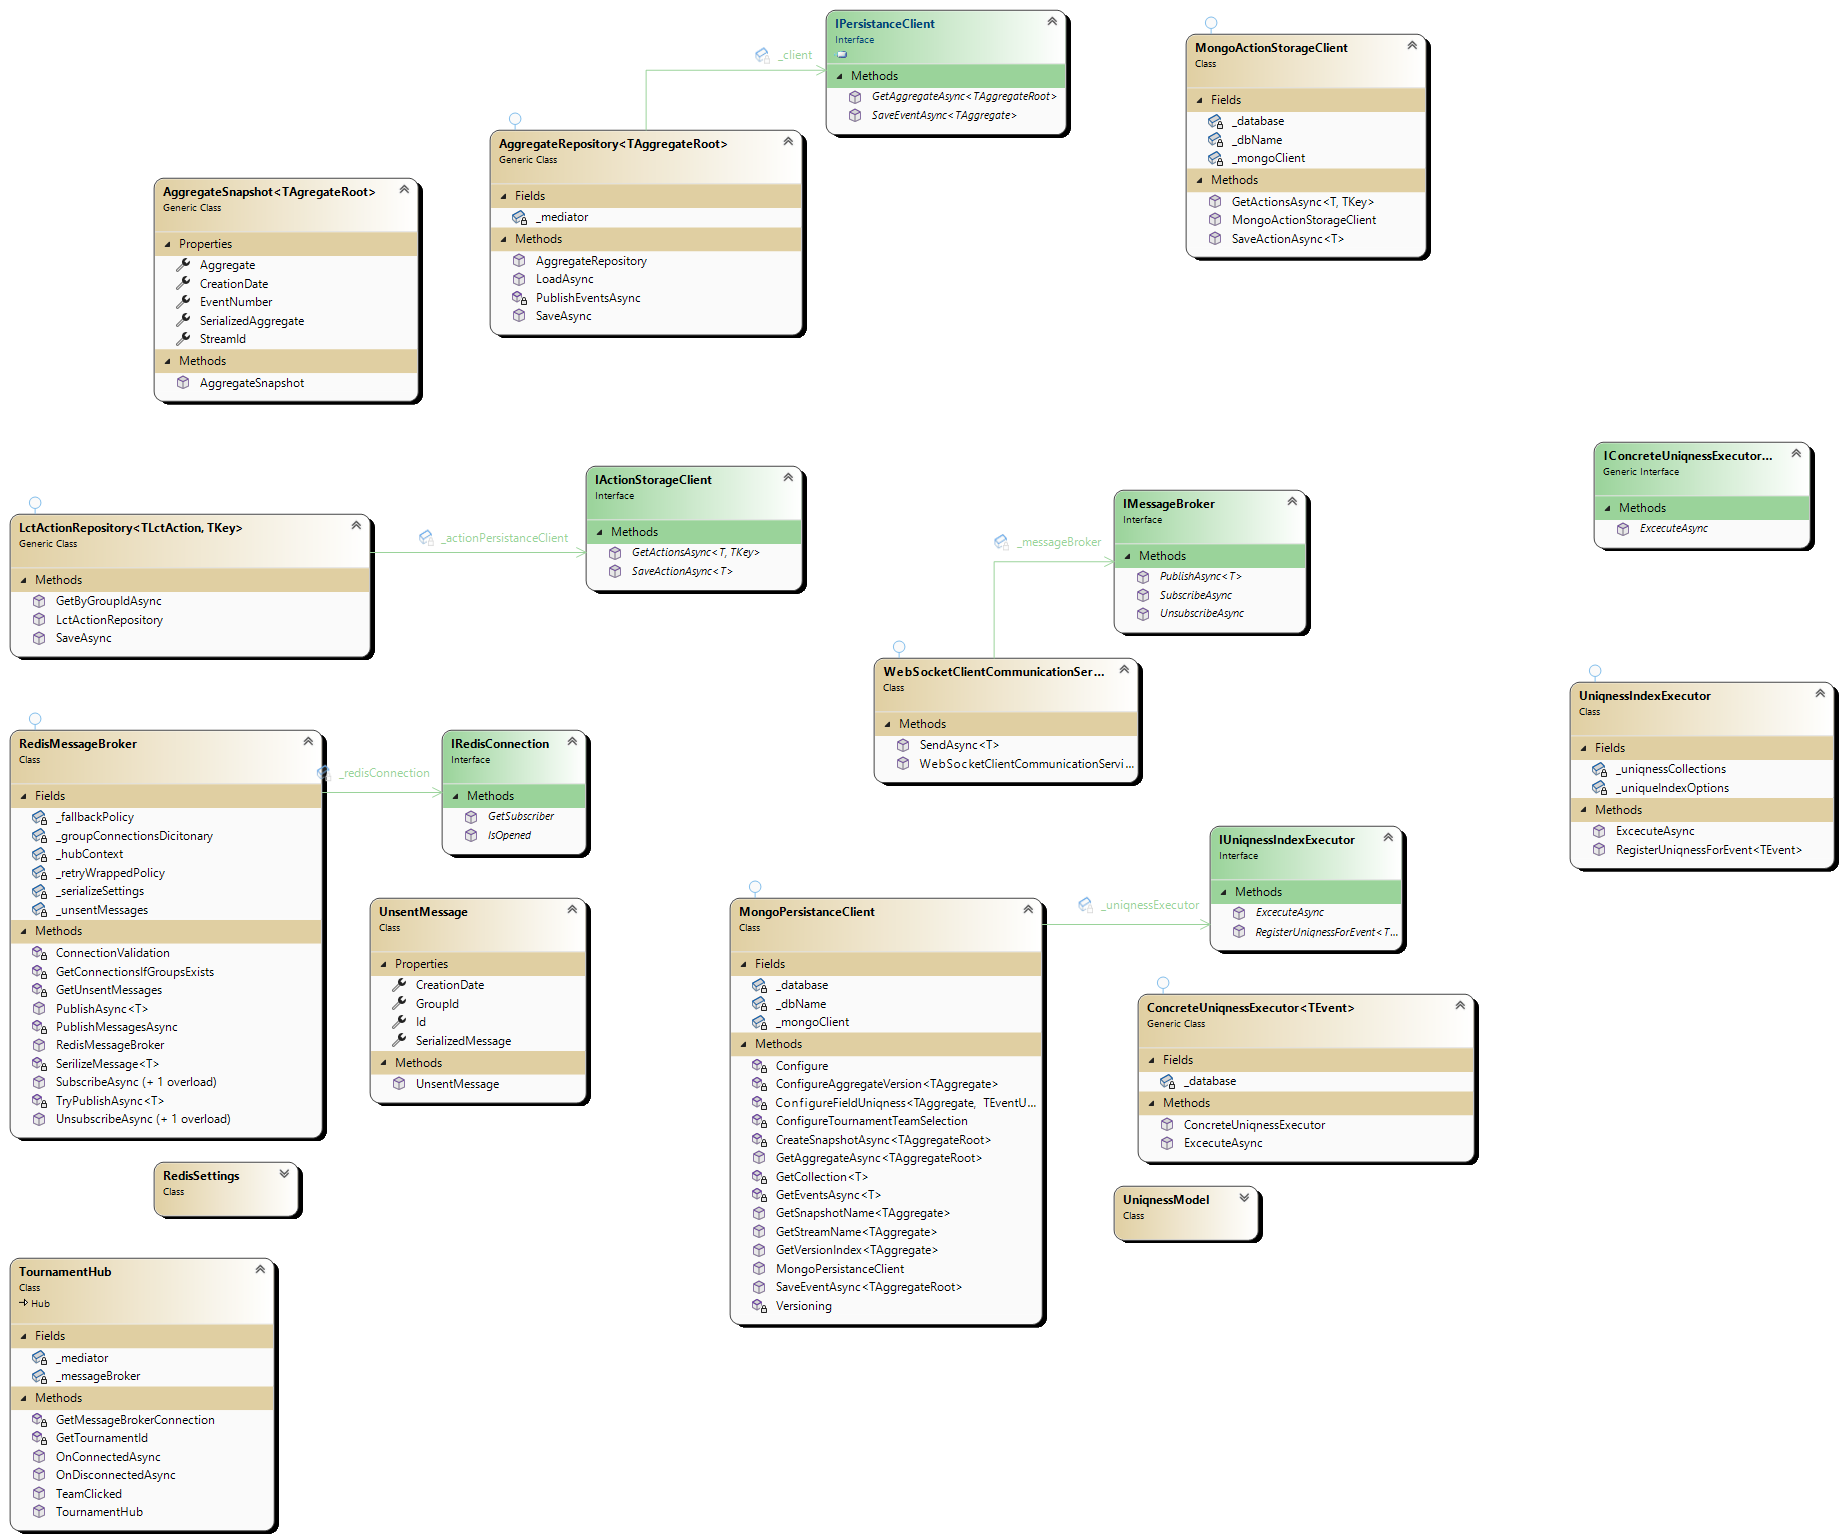 IPersistanceClient
Interface
Methods
GetAggregateAsync<TAggregateRoot>
SaveEventAsync<TAggregate>
_client
MongoActionStorageClient
Class
Fields
_database
_dbName
_mongoClient
Methods
GetActionsAsync<T, TKey>
MongoActionStorageClient
SaveActionAsync<T>
AggregateRepository<TAggregateRoot>
Generic Class
Fields
_mediator
Methods
AggregateRepository
LoadAsync
PublishEventsAsync
SaveAsync
AggregateSnapshot<TAgregateRoot>
Generic Class
Properties
Aggregate
CreationDate
EventNumber
SerializedAggregate
StreamId
Methods
AggregateSnapshot
IConcreteUniqnessExecutor...
Generic Interface
Methods
ExcecuteAsync
IActionStorageClient
Interface
Methods
GetActionsAsync<T, TKey>
SaveActionAsync<T>
_actionPersistanceClient
LctActionRepository<TLctAction, TKey>
Generic Class
Methods
GetByGroupIdAsync
LctActionRepository
SaveAsync
IMessageBroker
Interface
Methods
PublishAsync<T>
SubscribeAsync
UnsubscribeAsync
_messageBroker
WebSocketClientCommunicationSer...
Class
Methods
SendAsync<T>
WebSocketClientCommunicationServi...
UniqnessIndexExecutor
Class
Fields
_uniqnessCollections
_uniqueIndexOptions
Methods
ExcecuteAsync
RegisterUniqnessForEvent<TEvent>
RedisMessageBroker
Class
Fields
_fallbackPolicy
_groupConnectionsDicitonary
_hubContext
_retryWrappedPolicy
_serializeSettings
_unsentMessages
Methods
ConnectionValidation
GetConnectionsIfGroupsExists
GetUnsentMessages
PublishAsync<T>
PublishMessagesAsync
RedisMessageBroker
SerilizeMessage<T>
SubscribeAsync (+ 1 overload)
TryPublishAsync<T>
UnsubscribeAsync (+ 1 overload)
_redisConnection
IRedisConnection
Interface
Methods
GetSubscriber
IsOpened
IUniqnessIndexExecutor
Interface
Methods
ExcecuteAsync
RegisterUniqnessForEvent<T...
_uniqnessExecutor
UnsentMessage
Class
Properties
CreationDate
GroupId
Id
SerializedMessage
Methods
UnsentMessage
MongoPersistanceClient
Class
Fields
_database
_dbName
_mongoClient
Methods
Configure
ConfigureAggregateVersion<TAggregate>
ConfigureFieldUniqness<TAggregate, TEventU...
ConfigureTournamentTeamSelection
CreateSnapshotAsync<TAggregateRoot>
GetAggregateAsync<TAggregateRoot>
GetCollection<T>
GetEventsAsync<T>
GetSnapshotName<TAggregate>
GetStreamName<TAggregate>
GetVersionIndex<TAggregate>
MongoPersistanceClient
SaveEventAsync<TAggregateRoot>
Versioning
ConcreteUniqnessExecutor<TEvent>
Generic Class
Fields
_database
Methods
ConcreteUniqnessExecutor
ExcecuteAsync
RedisSettings
Class
UniqnessModel
Class
TournamentHub
Class
Hub
Fields
_mediator
_messageBroker
Methods
GetMessageBrokerConnection
GetTournamentId
OnConnectedAsync
OnDisconnectedAsync
TeamClicked
TournamentHub